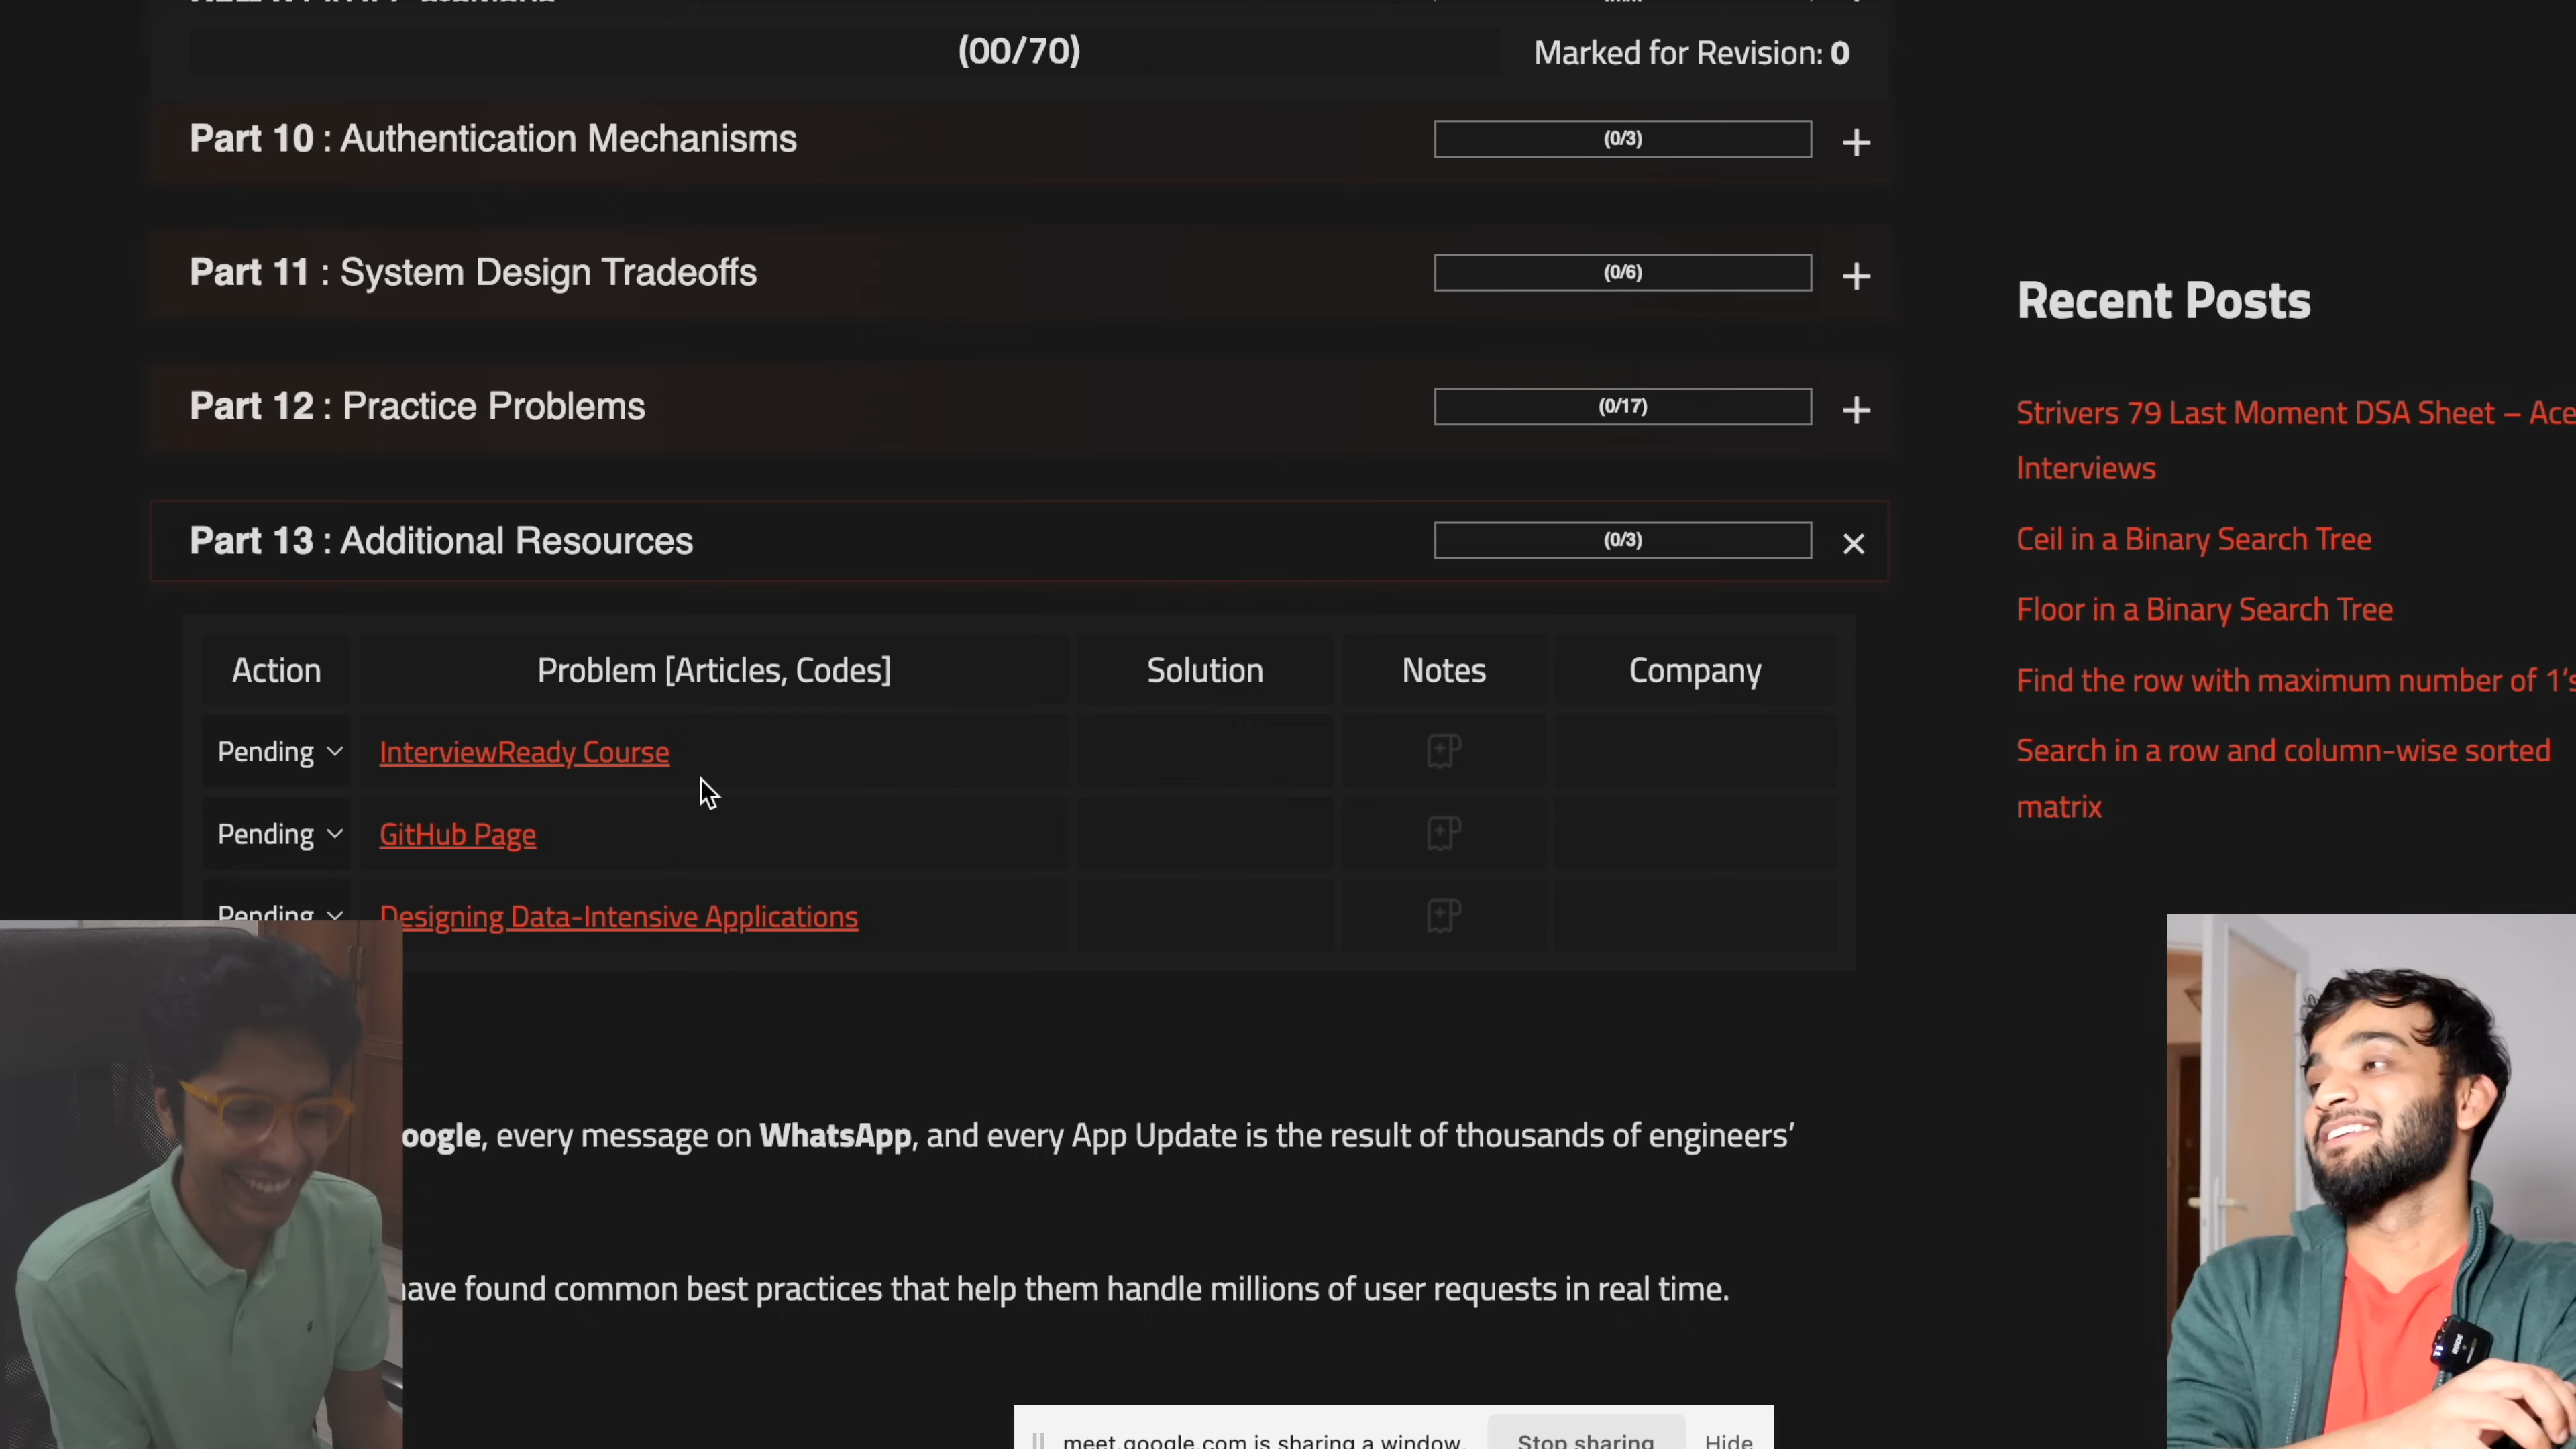 (00/70)
Marked for Revision: 0
Part 10 : Authentication Mechanisms
(0/3)
Part 11 : System Design Tradeoffs
(0/6)
Part 12 : Practice Problems
(0/17)
Part 13 : Additional Resources
(0/3)
Action Problem [Articles, Codes] Solution Notes Company
Pending InterviewReady Course
Pending GitHub Page
Pending Designing Data-Intensive Applications
oogle, every message on WhatsApp, and every App Update is the result of thousands of engineers’
have found common best practices that help them handle millions of user requests in real time.
Recent Posts
Strivers 79 Last Moment DSA Sheet – Ace
Interviews
Ceil in a Binary Search Tree
Floor in a Binary Search Tree
Find the row with maximum number of 1’s
Search in a row and column-wise sorted
matrix
RØDE
meet.google.com is sharing a window.
Stop sharing
Hide